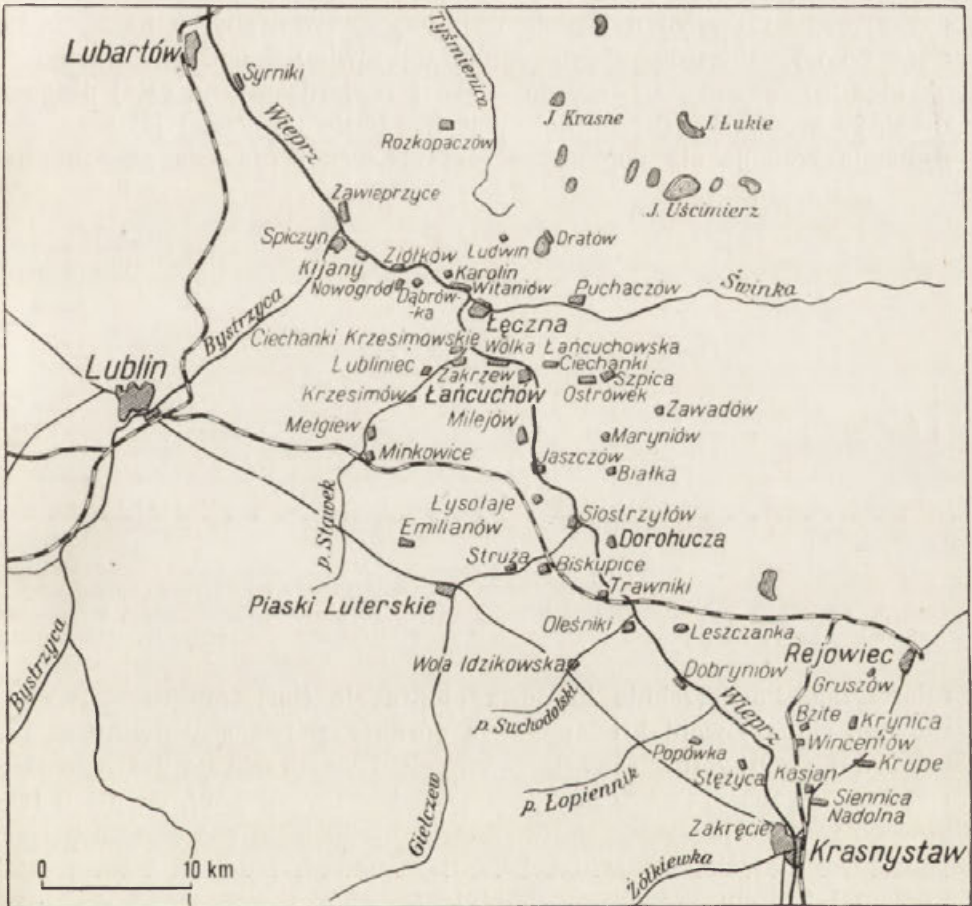 Tyśmienica
Lubartów
Syrniki
Wieprz
J. Krasne
J. Łukie
Rozkopaczów
Zawieprzyce
J. Uścimierz
Spiczyn
Ziółków
Ludwin
Dratów
Kijany
Karolin
Nowogród
Dąbrów-
-ka
Witaniów
Puchaczów
Świnka
Bystrzyca
Łęczna
Ciechanki Krzesimowskie
Wólka Łańcuchowska
Lublin
Lubliniec
Zakrzew
Ciechanki
Szpica
Krzesimów
Łańcuchów
Ostrówek
Zawadów
Mełgiew
Milejów
Maryniów
Minkowice
Jaszczów
Białka
p. Stawek
Lysołaje
Siostrzytów
Emilianów
Dorohucza
Struża
Biskupice
Trawniki
Piaski Luterskie
Oleśniki
Leszczanka
Bystrzyca
Wola Idzikowska
Dobryniów
Rejowiec
Gruszów
p. Suchodolski
Wieprz
Bzite
Krynica
Wincentów
Popówka
Krupe
Stężyca
Kasjan
p. Łopiennik
Siennica
Nadolna
Giełczew
Zakręcie
Krasnystaw
Żółkiewka
0 10 km